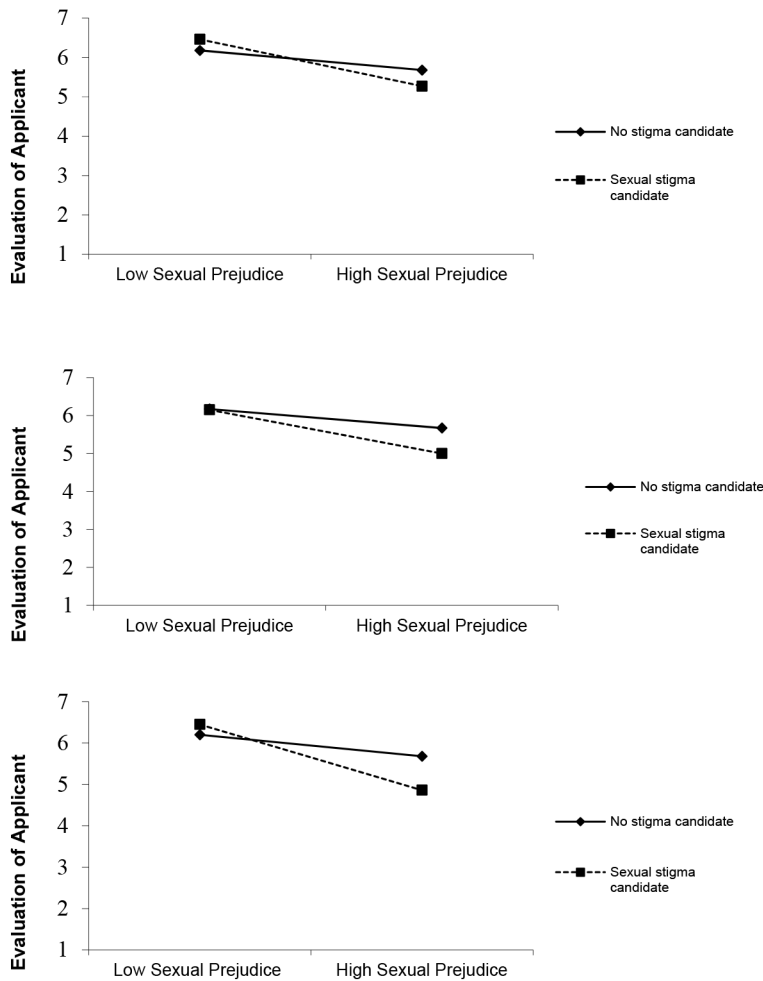 7
6
5
4
3
2
1
Evaluation of Applicant
Low Sexual Prejudice
High Sexual Prejudice
No stigma candidate
Sexual stigma
candidate
7
6
5
4
3
2
1
Evaluation of Applicant
Low Sexual Prejudice
High Sexual Prejudice
No stigma candidate
Sexual stigma
candidate
7
6
5
4
3
2
1
Evaluation of Applicant
Low Sexual Prejudice
High Sexual Prejudice
No stigma candidate
Sexual stigma
candidate